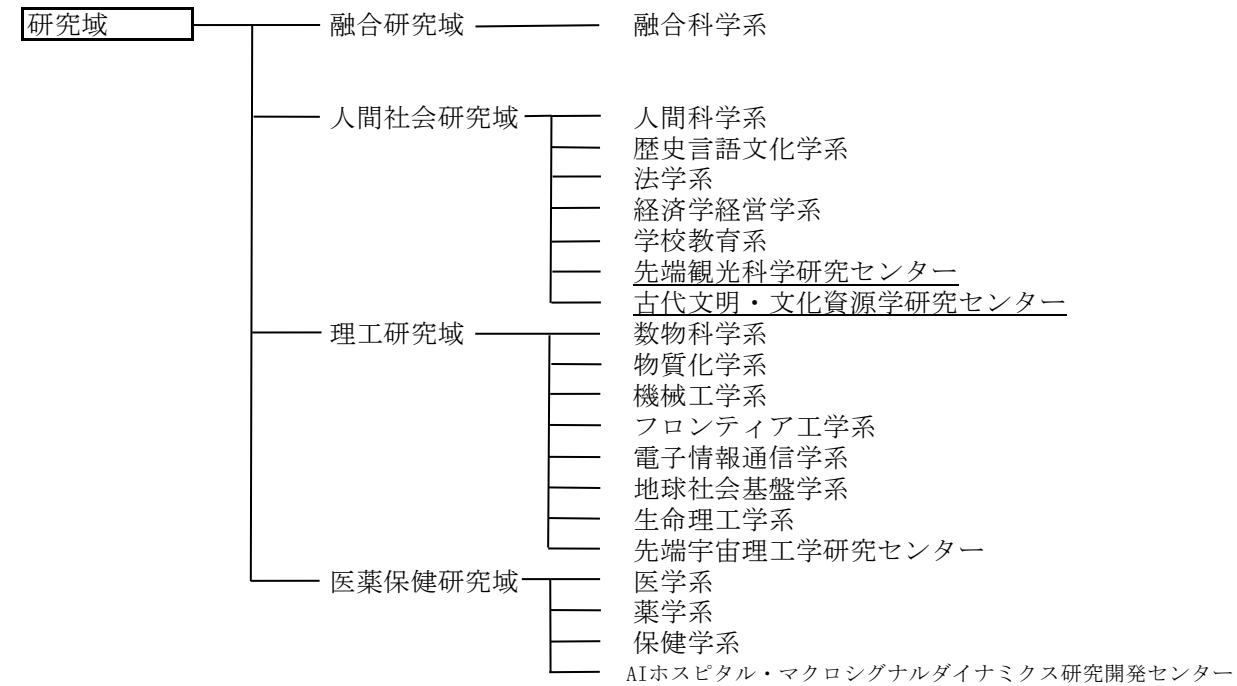 研究域 融合研究域 融合科学系
人間社会研究域 人間科学系
歴史言語文化学系
法学系
経済学経営学系
学校教育系
先端観光科学研究センター
古代文明・文化資源学研究センター
理工研究域 数物科学系
物質化学系
機械工学系
フロンティア工学系
電子情報通信学系
地球社会基盤学系
生命理工学系
先端宇宙理工学研究センター
医薬保健研究域 医学系
薬学系
保健学系
AIホスピタル・マクロシグナルダイナミクス研究開発センター